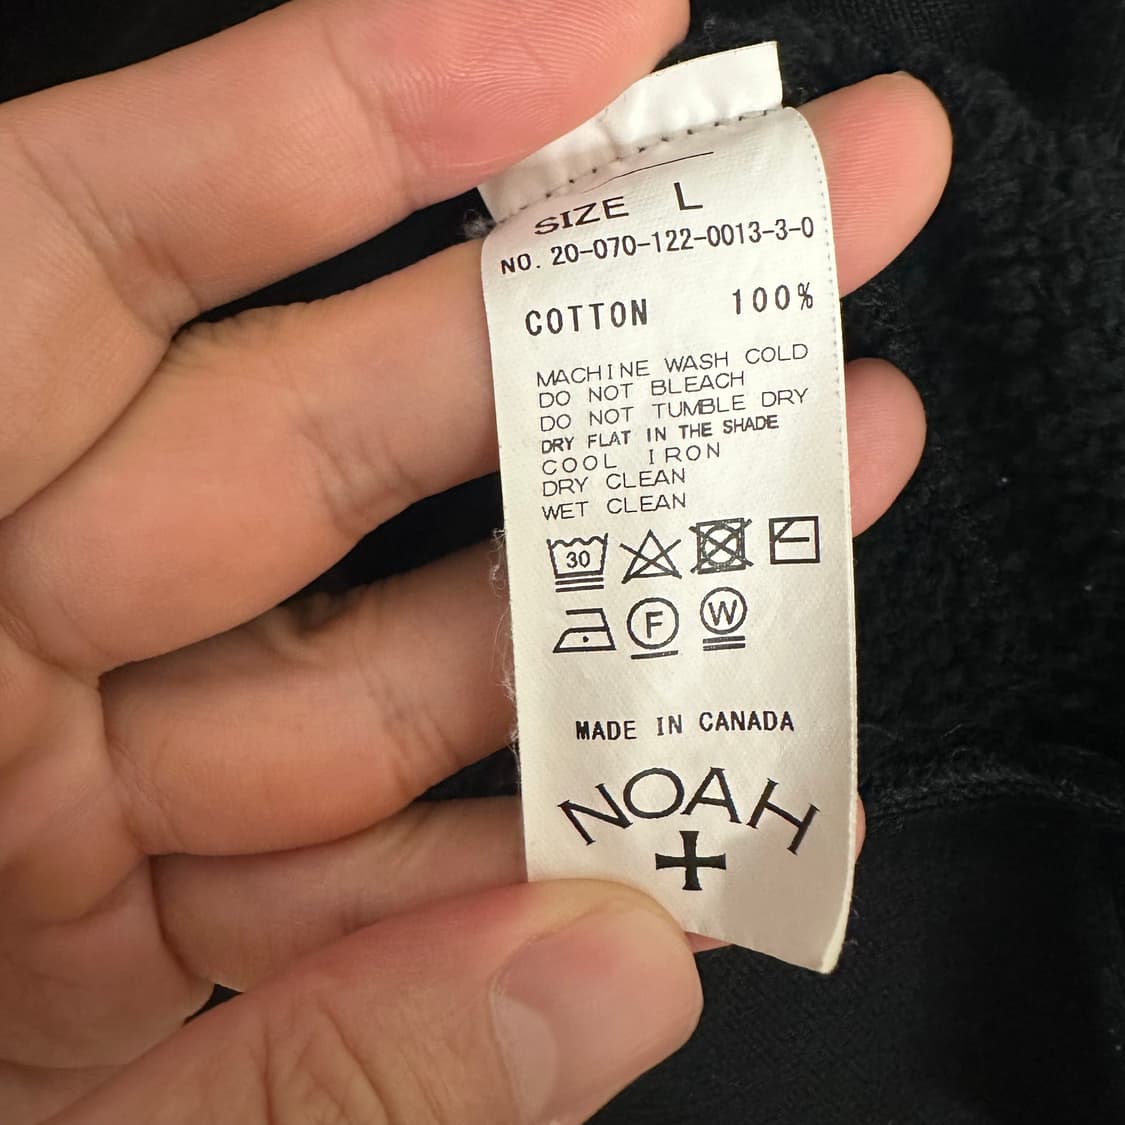 SIZE L
NO. 20-070-122-0013-3-0
COTTON 100%
MACHINE WASH COLD
DO NOT BLEACH
DO NOT TUMBLE DRY
DRY FLAT IN THE SHADE
COOL IRON
DRY CLEAN
WET CLEAN
30
F W
MADE IN CANADA
NOAH